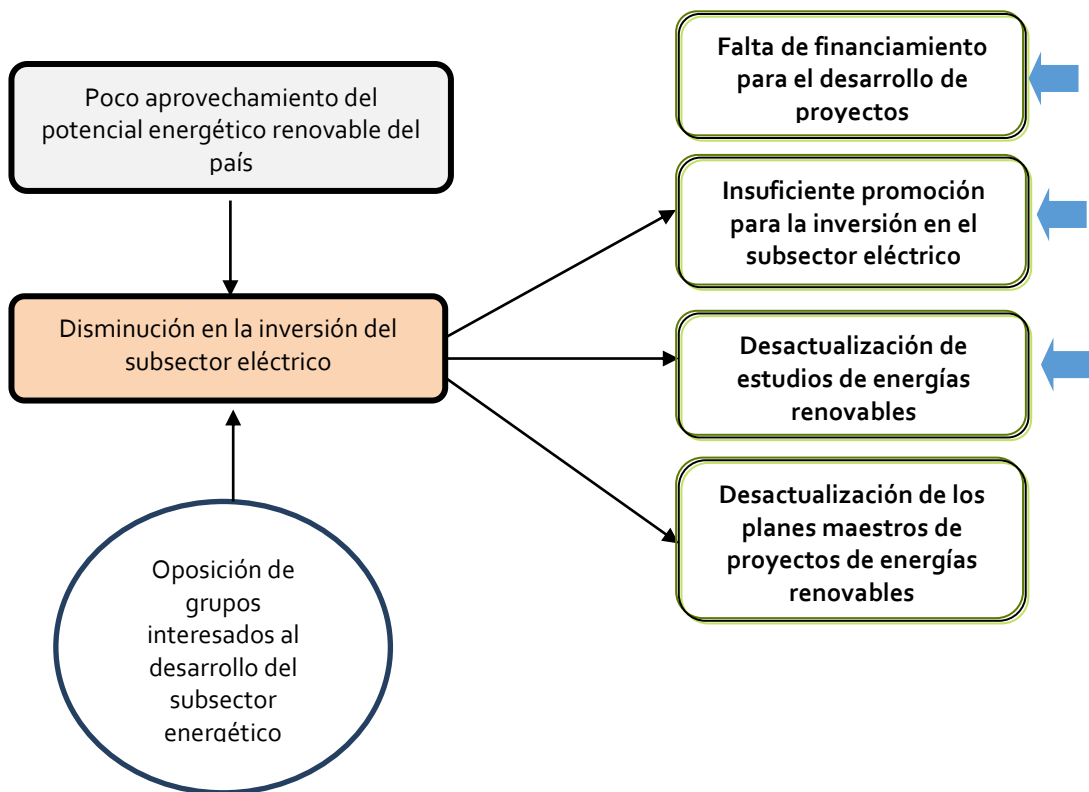 Poco aprovechamiento del
potencial energético renovable del
país
Disminución en la inversión del
subsector eléctrico
Oposición de
grupos
interesados al
desarrollo del
subsector
energético
Falta de financiamiento
para el desarrollo de
proyectos
Insuficiente promoción
para la inversión en el
subsector eléctrico
Desactualización de
estudios de energías
renovables
Desactualización de los
planes maestros de
proyectos de energías
renovables